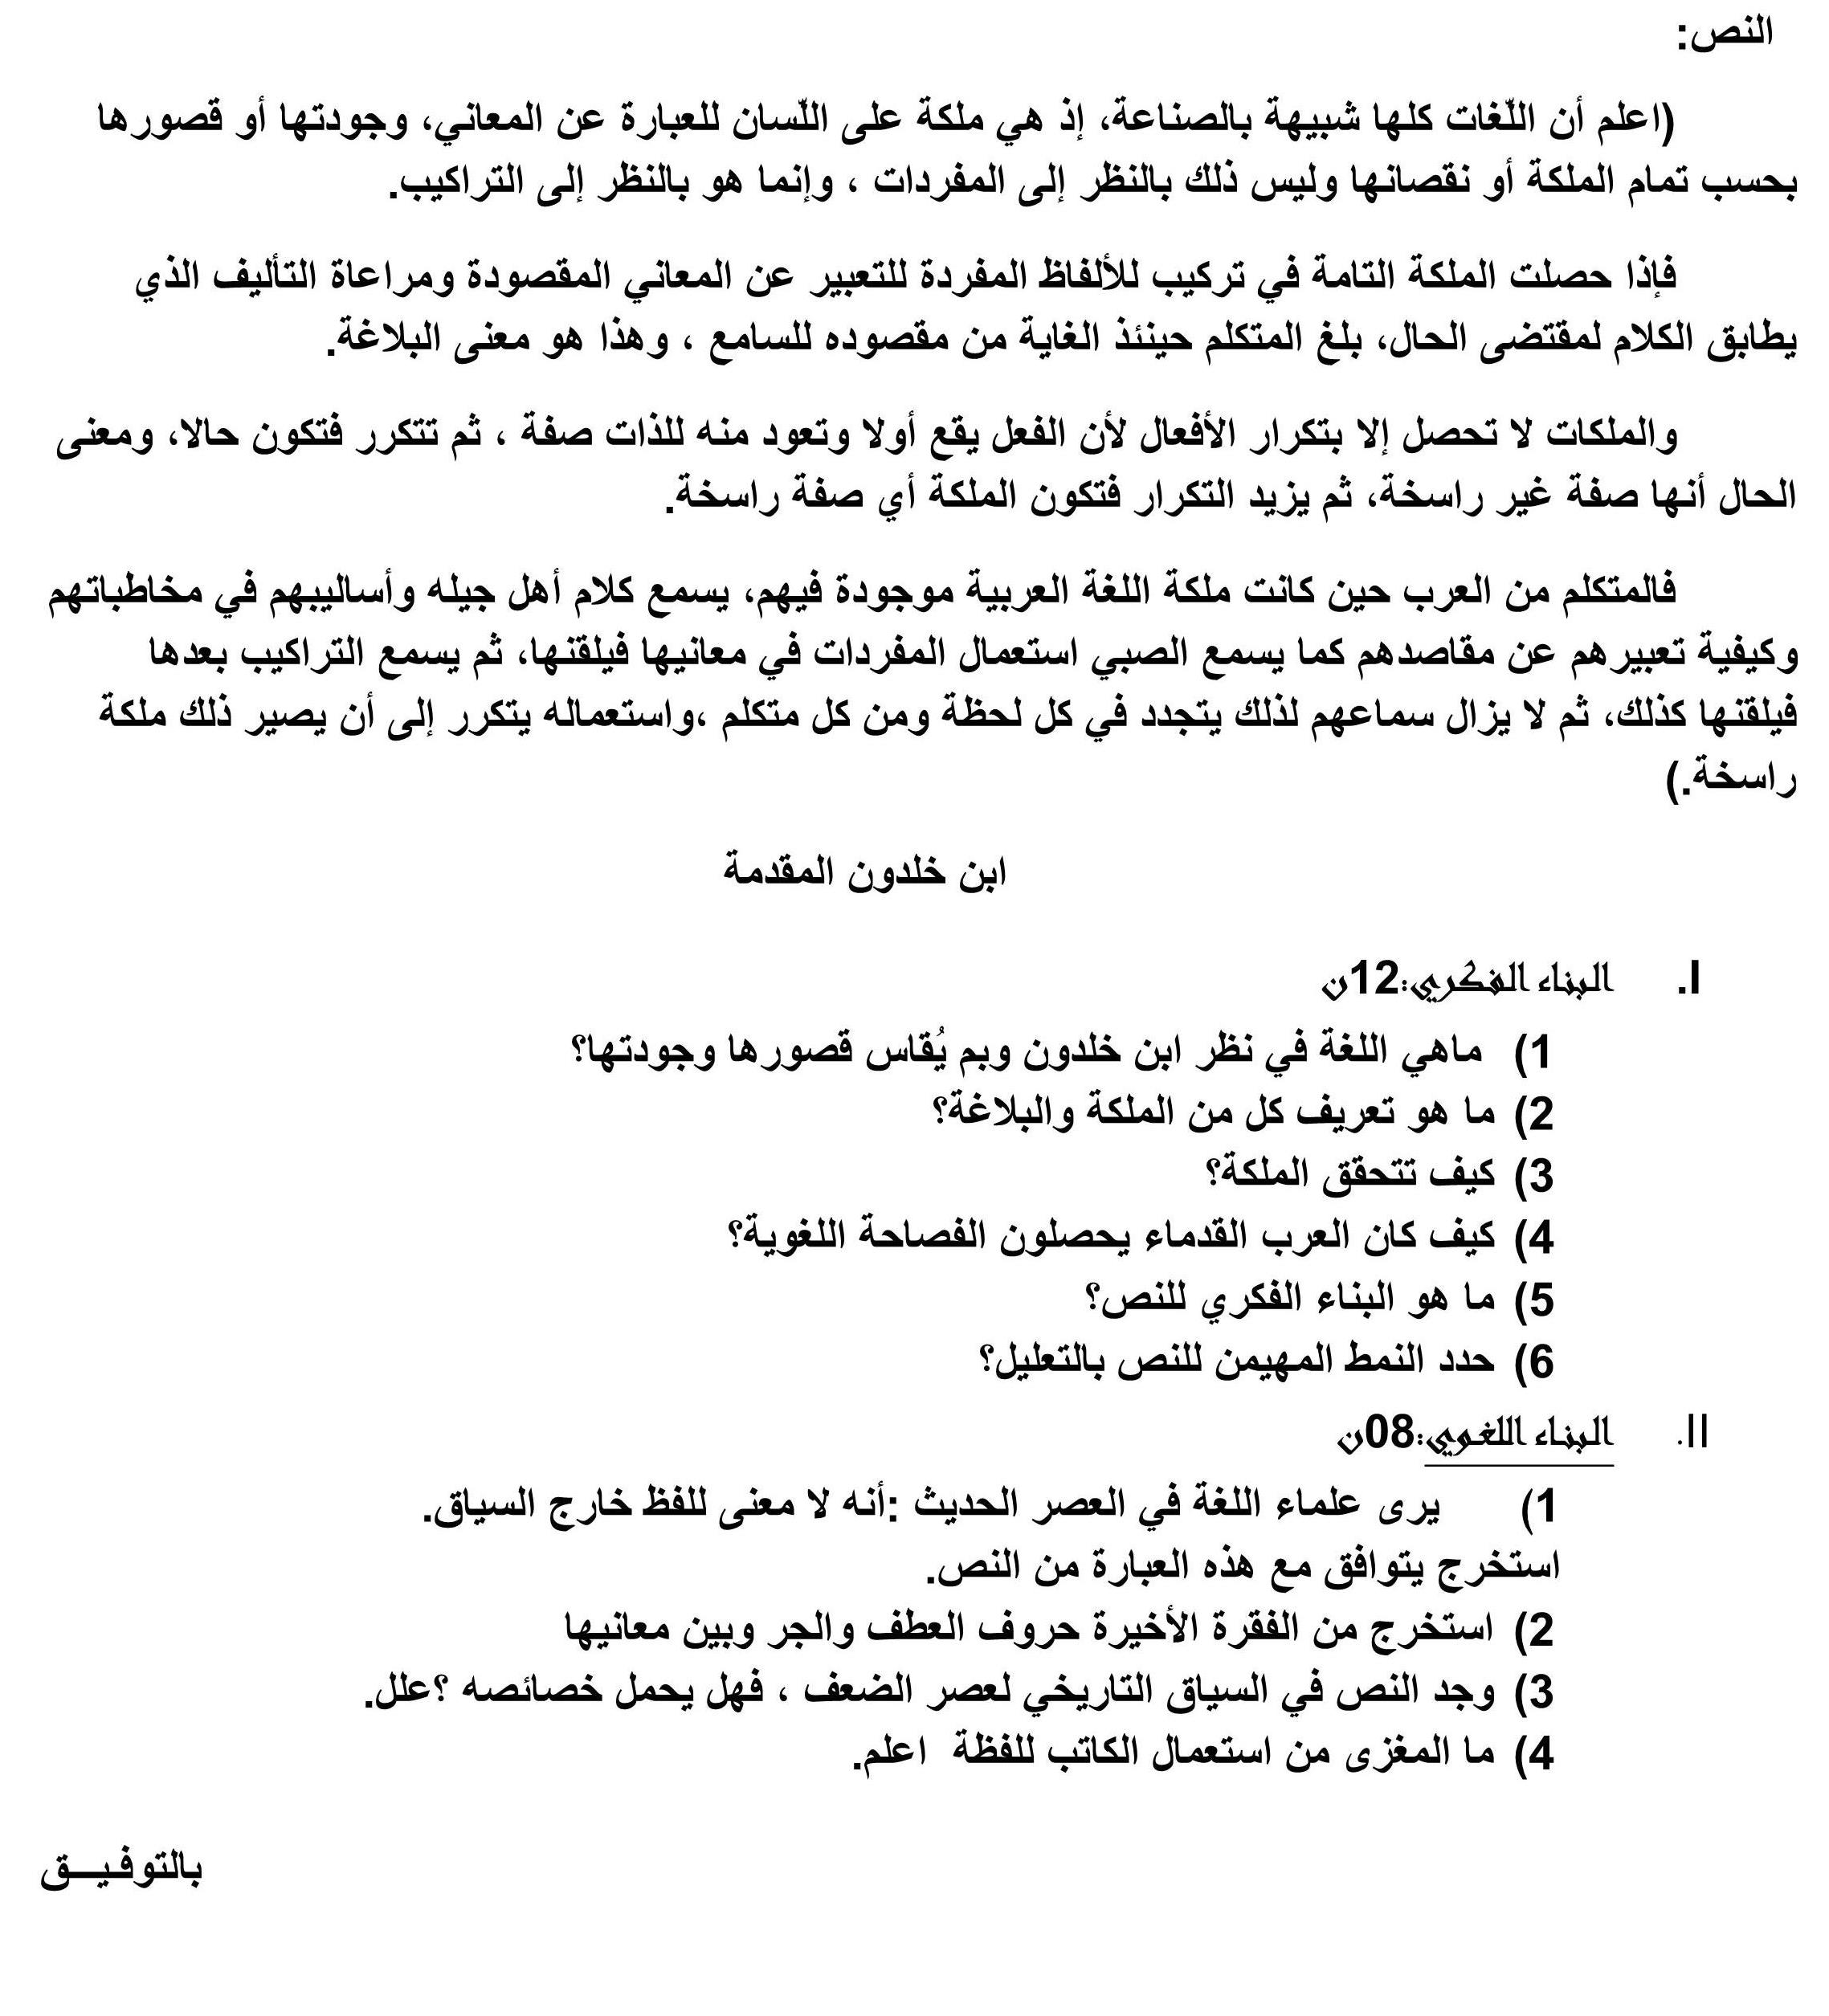 النص:
(اعلم أن اللّغات كلها شبيهة بالصناعة، إذ هي ملكة على اللّسان للعبارة عن المعاني، وجودتها أو قصورها
بحسب تمام الملكة أو نقصانها وليس ذلك بالنظر إلى المفردات ، وإنما هو بالنظر إلى التراكيب.
فإذا حصلت الملكة التامة في تركيب للألفاظ المفردة للتعبير عن المعاني المقصودة ومراعاة التأليف الذي
يطابق الكلام لمقتضى الحال، بلغ المتكلم حينئذ الغاية من مقصوده للسامع ، وهذا هو معنى البلاغة.
والملكات لا تحصل إلا بتكرار الأفعال لأن الفعل يقع أولا وتعود منه للذات صفة ، ثم تتكرر فتكون حالا، ومعنى
الحال أنها صفة غير راسخة، ثم يزيد التكرار فتكون الملكة أي صفة راسخة.
فالمتكلم من العرب حين كانت ملكة اللغة العربية موجودة فيهم، يسمع كلام أهل جيله وأساليبهم في مخاطباتهم
وكيفية تعبيرهم عن مقاصدهم كما يسمع الصبي استعمال المفردات في معانيها فيلقنها، ثم يسمع التراكيب بعدها
فيلقنها كذلك، ثم لا يزال سماعهم لذلك يتجدد في كل لحظة ومن كل متكلم ،واستعماله يتكرر إلى أن يصير ذلك ملكة
راسخة.)
ابن خلدون المقدمة
I. البناء الفكري:12ن
1) ماهي اللغة في نظر ابن خلدون وبم يُقاس قصورها وجودتها؟
2) ما هو تعريف كل من الملكة والبلاغة؟
3) كيف تتحقق الملكة؟
4) كيف كان العرب القدماء يحصلون الفصاحة اللغوية؟
5) ما هو البناء الفكري للنص؟
6) حدد النمط المهيمن للنص بالتعليل؟
II. البناء اللغوي:08ن
1) يرى علماء اللغة في العصر الحديث :أنه لا معنى للفظ خارج السياق.
استخرج يتوافق مع هذه العبارة من النص.
2) استخرج من الفقرة الأخيرة حروف العطف والجر وبين معانيها
3) وجد النص في السياق التاريخي لعصر الضعف ، فهل يحمل خصائصه ؟علل.
4) ما المغزى من استعمال الكاتب للفظة اعلم.
بالتوفيــق